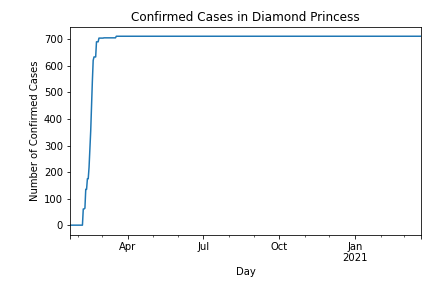 Confirmed Cases in Diamond Princess
Number of Confirmed Cases
700
600
500
400
300
200
100
0
Apr
Jul
Oct
Jan
2021
Day